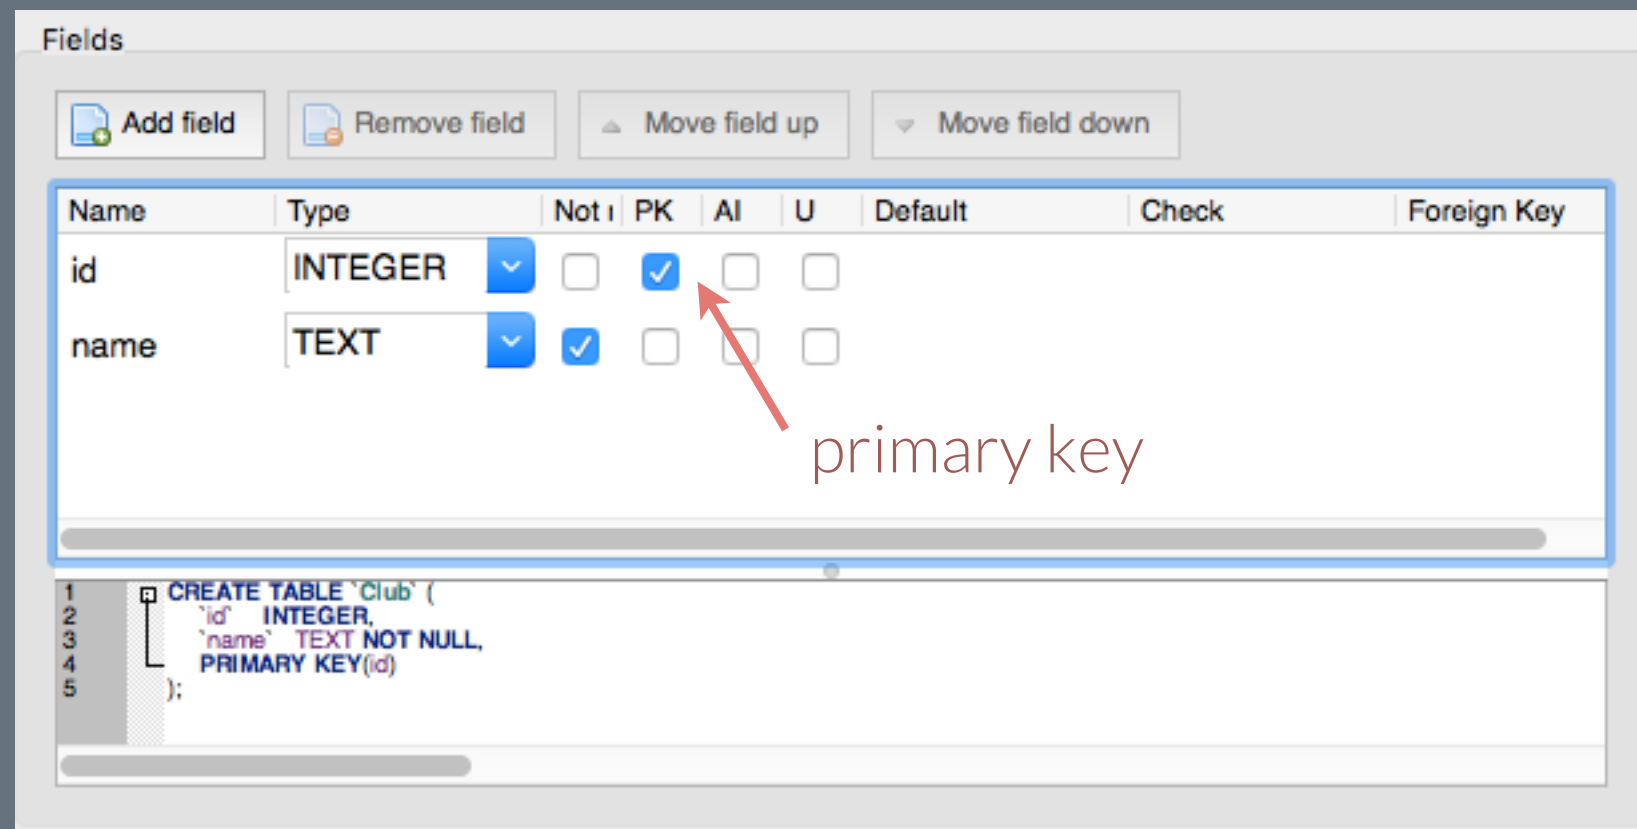 Fields
Add field Remove field Move field up Move field down
Name Type Not PK AI U Default Check Foreign Key
id INTEGER
name TEXT
primary key
1 CREATE TABLE `Club` (
2 `id` INTEGER,
3 `name` TEXT NOT NULL,
4 PRIMARY KEY(id)
5 );